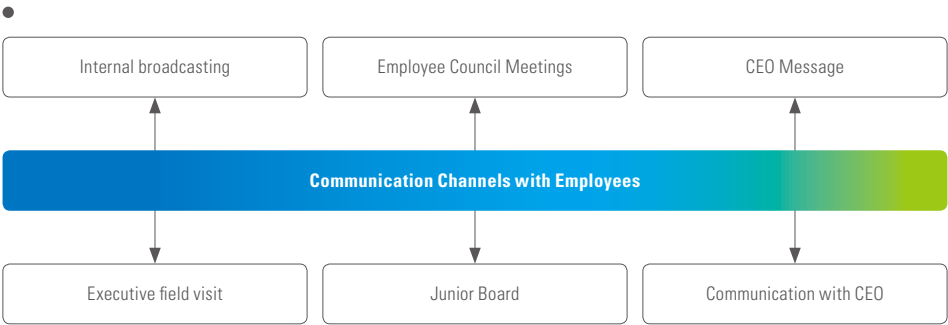 Internal broadcasting
Employee Council Meetings
CEO Message
Communication Channels with Employees
Executive field visit
Junior Board
Communication with CEO